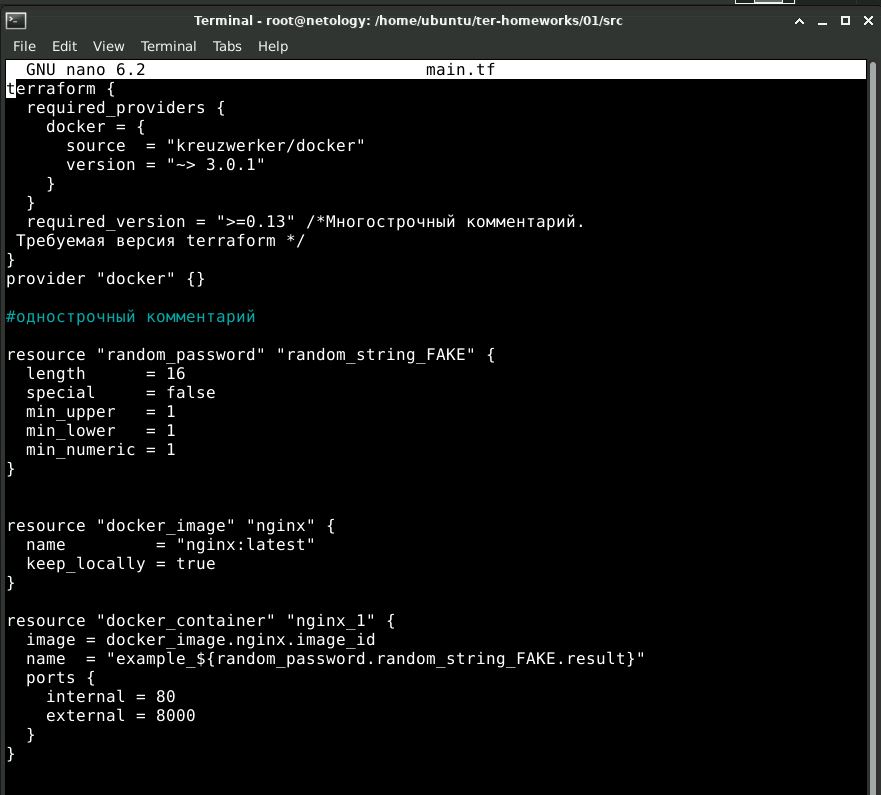 Terminal - root@netology: /home/ubuntu/ter-homeworks/01/src
File Edit View Terminal Tabs Help
GNU nano 6.2 main.tf
terraform {
  required_providers {
    docker = {
      source  = "kreuzwerker/docker"
      version = "~> 3.0.1"
    }
  }
  required_version = ">=0.13" /*Многострочный комментарий.
 Требуемая версия terraform */
}
provider "docker" {}
#однострочный комментарий
resource "random_password" "random_string_FAKE" {
  length      = 16
  special     = false
  min_upper   = 1
  min_lower   = 1
  min_numeric = 1
}
resource "docker_image" "nginx" {
  name         = "nginx:latest"
  keep_locally = true
}
resource "docker_container" "nginx_1" {
  image = docker_image.nginx.image_id
  name  = "example_${random_password.random_string_FAKE.result}"
  ports {
    internal = 80
    external = 8000
  }
}